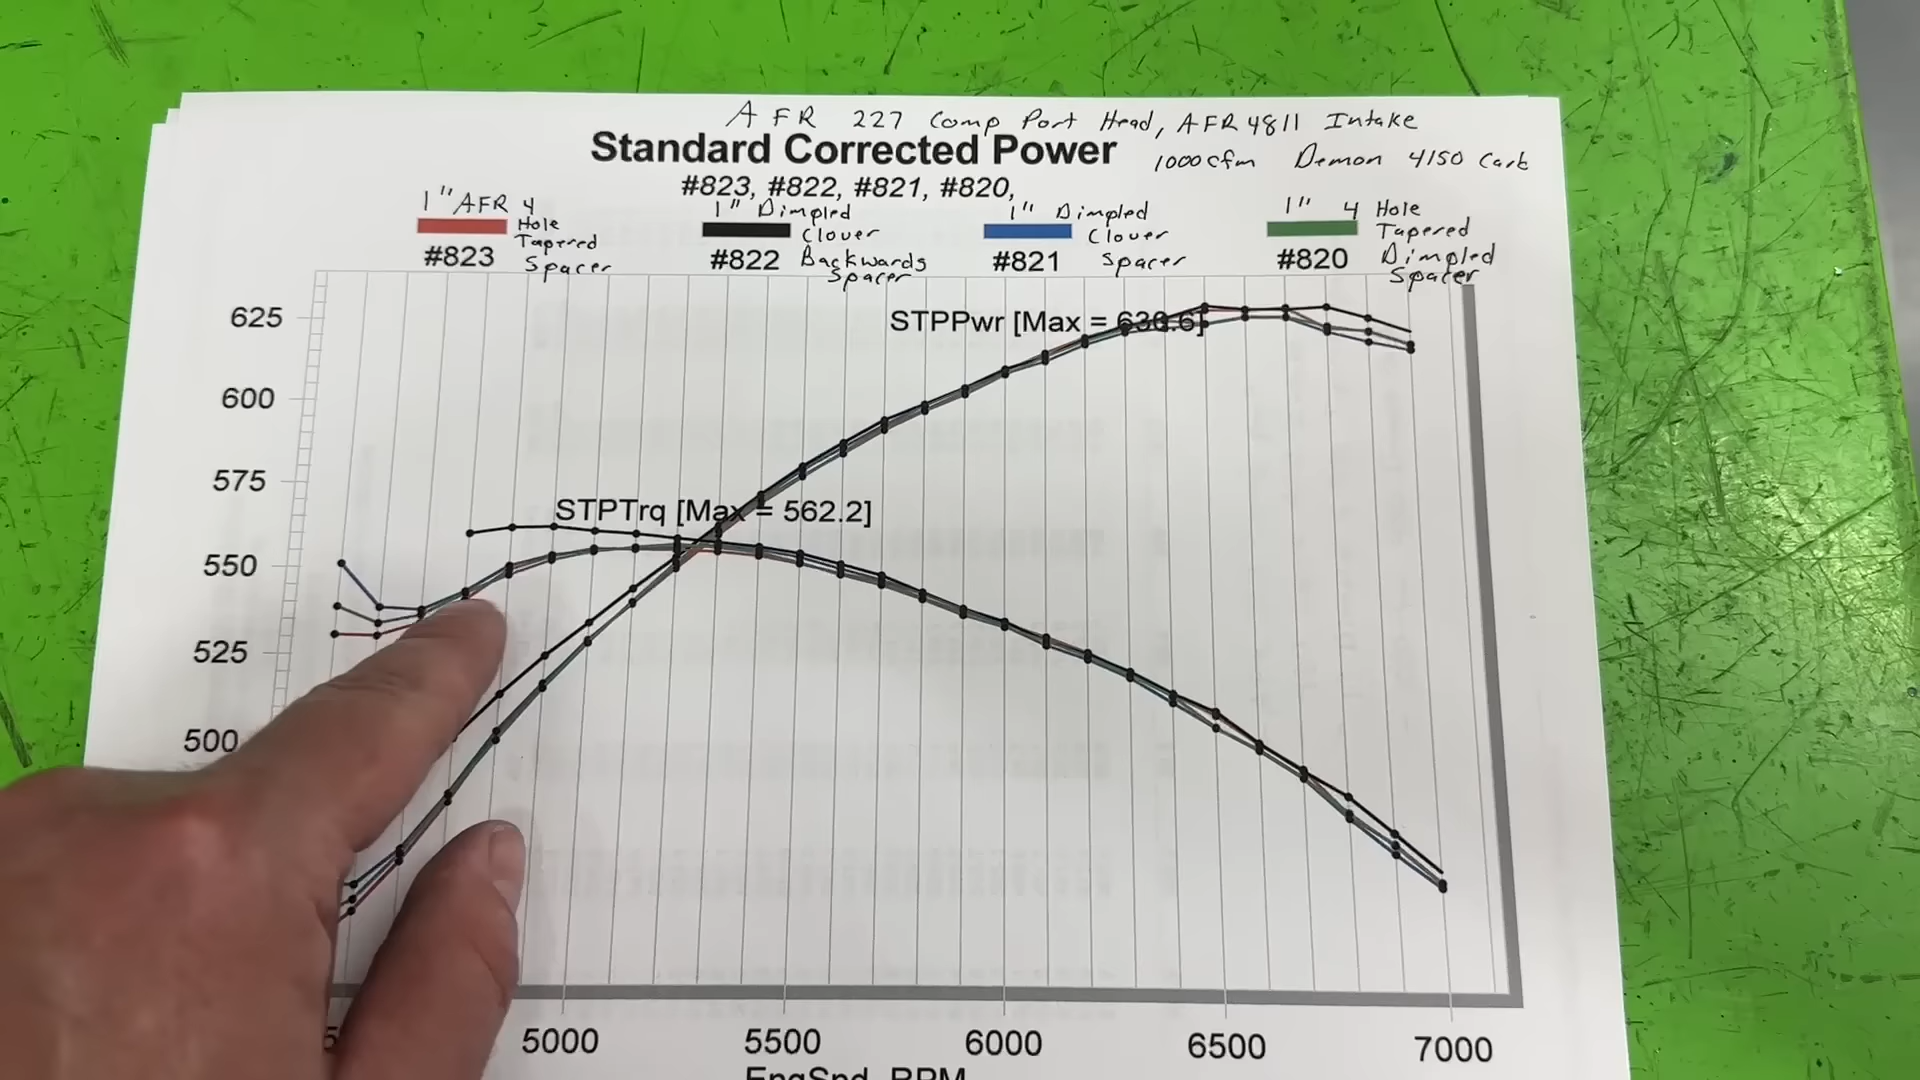 AFR 227 Comp Port Head, AFR 4811 Intake
Standard Corrected Power
1000cfm Demon 4150 Carb
#823, #822, #821, #820,
1" AFR 4
Hole
Tapered
Spacer
#823
1" Dimpled
Clover
Backwards
Spacer
#822
1" Dimpled
Clover
Spacer
#821
1" 4 Hole
Tapered
Dimpled
Spacer
#820
625
STPPwr [Max = 630.6]
600
575
STPTrq [Max = 562.2]
550
525
500
5000 5500 6000 6500 7000
EngSpd RPM